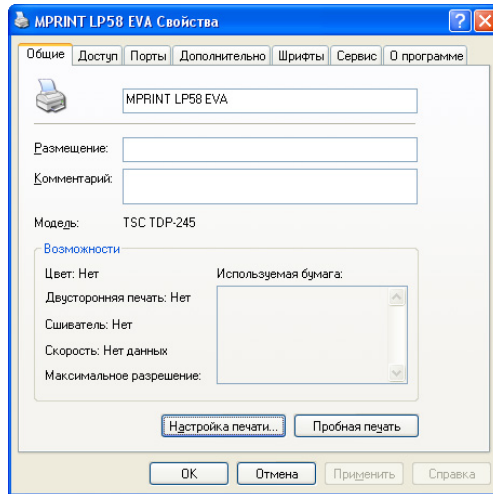 MPRINT LP58 EVA Свойства
Общие Доступ Порты Дополнительно Шрифты Сервис О программе
MPRINT LP58 EVA
Размещение:
Комментарий:
Модель: TSC TDP-245
Возможности
Цвет: Нет Используемая бумага:
Двусторонняя печать: Нет
Сшиватель: Нет
Скорость: Нет данных
Максимальное разрешение:
Настройка печати... Пробная печать
OK Отмена Применить Справка